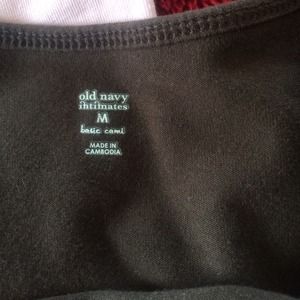 old navy
intimates
M
basic cami
MADE IN
CAMBODIA